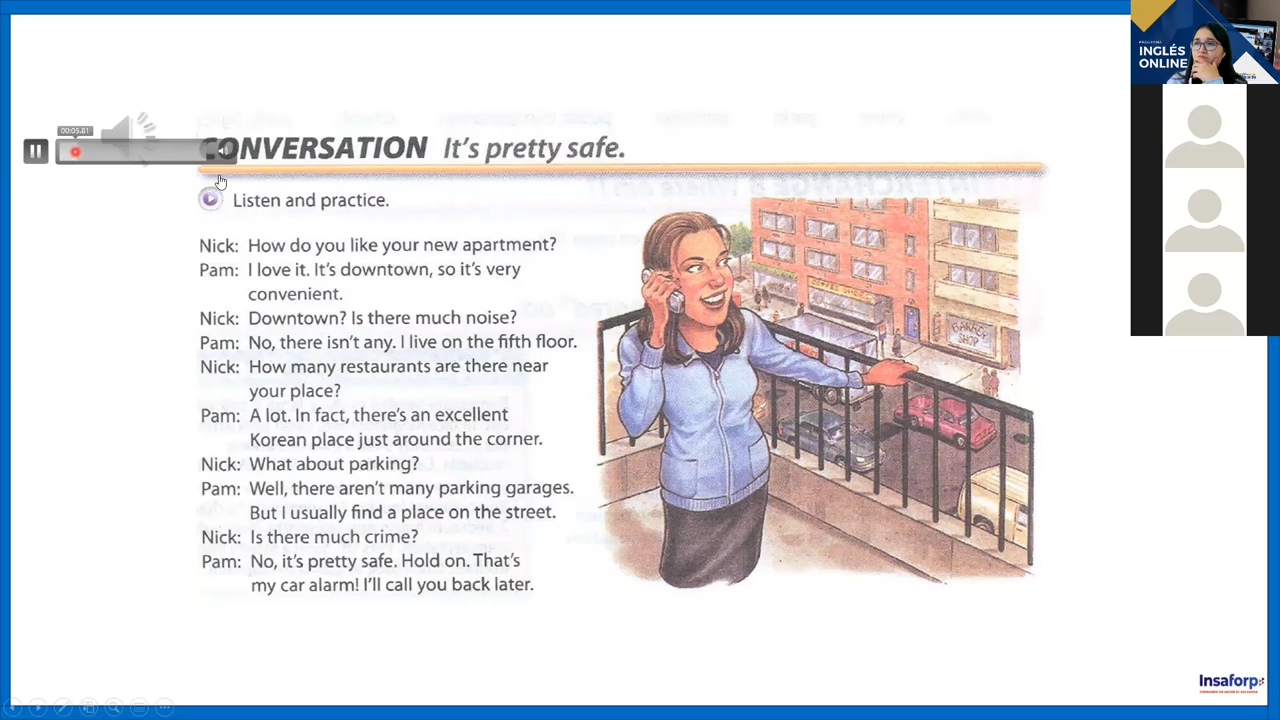 PROGRAMA
INGLÉS
ONLINE
00:05.81
CONVERSATION It's pretty safe.
Listen and practice.
Nick: How do you like your new apartment?
Pam: I love it. It's downtown, so it's very
convenient.
Nick: Downtown? Is there much noise?
Pam: No, there isn't any. I live on the fifth floor.
Nick: How many restaurants are there near
your place?
Pam: A lot. In fact, there's an excellent
Korean place just around the corner.
Nick: What about parking?
Pam: Well, there aren't many parking garages.
But I usually find a place on the street.
Nick: Is there much crime?
Pam: No, it's pretty safe. Hold on. That's
my car alarm! I'll call you back later.
COFFEE SHOP
BARBER
SHOP
Insaforp